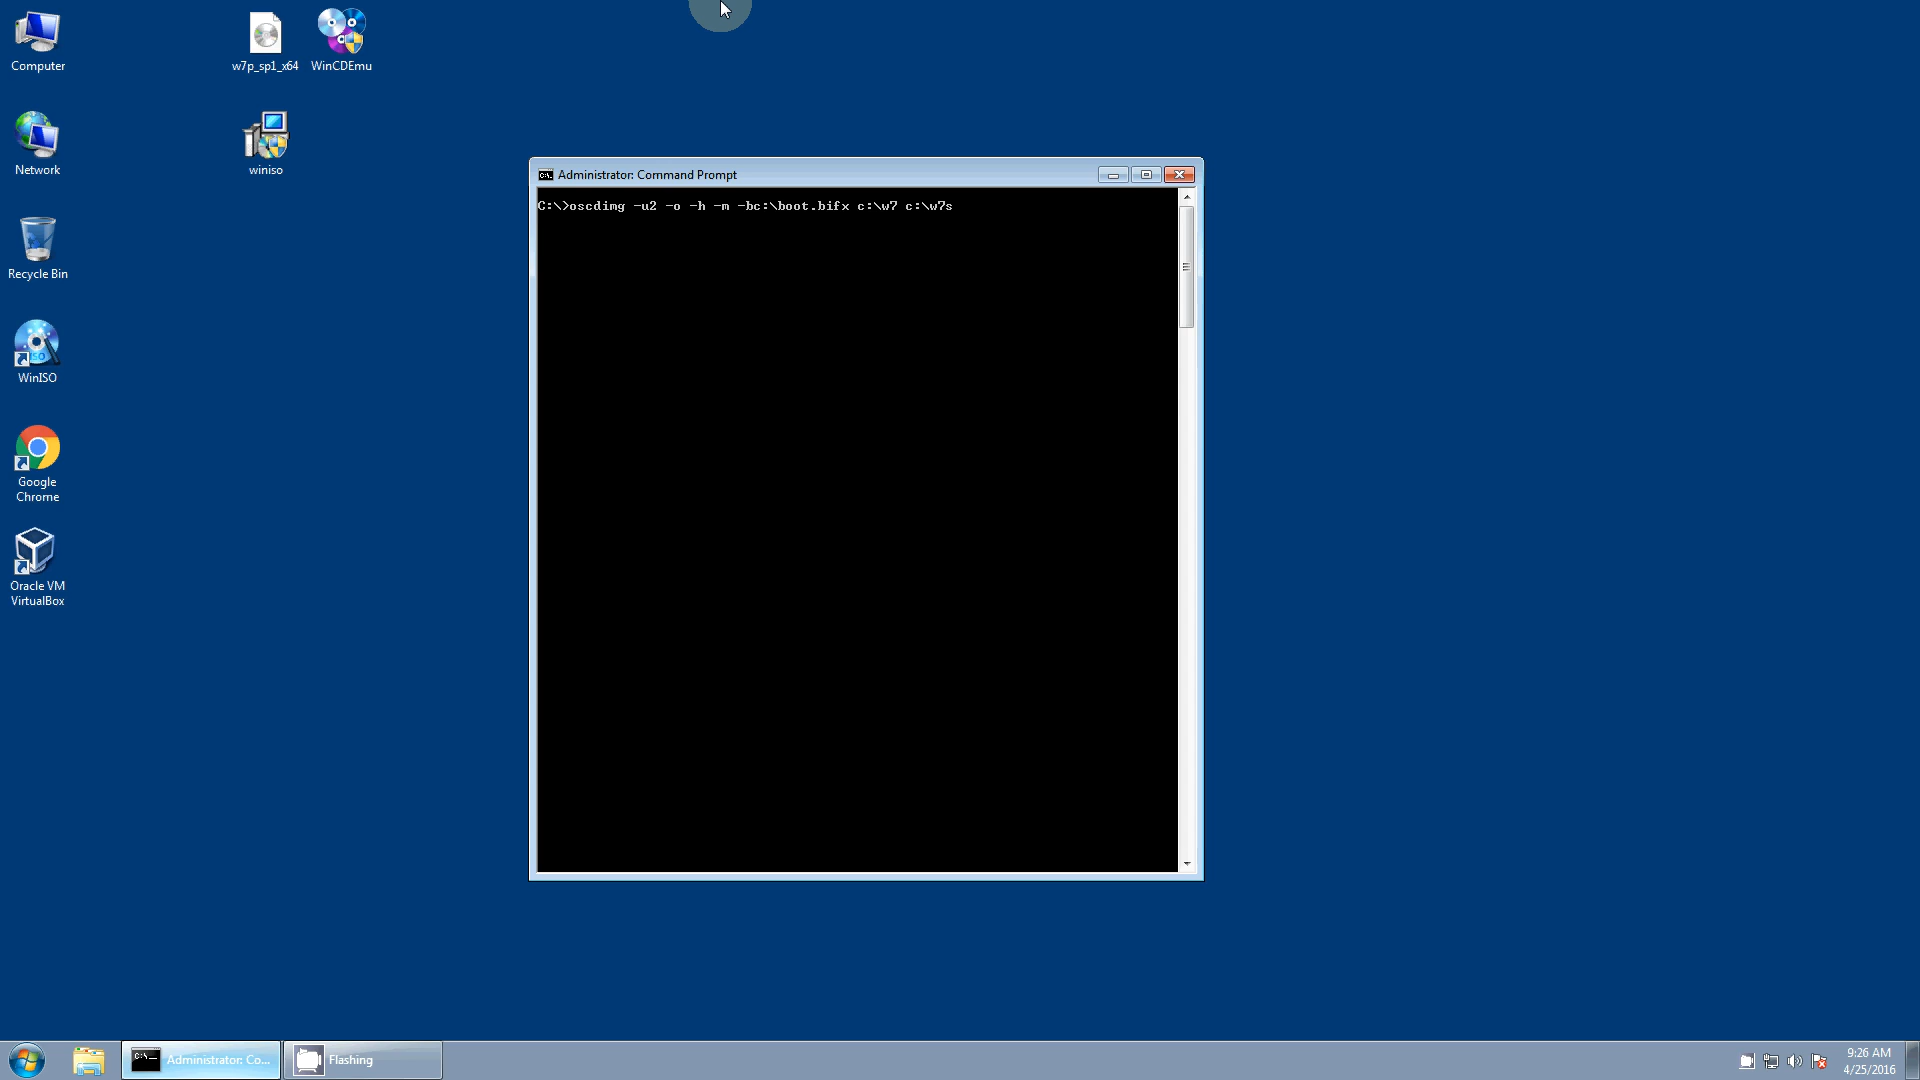 Computer
w7p_sp1_x64
WinCDEmu
Network
winiso
Recycle Bin
WinISO
Google
Chrome
Oracle VM
VirtualBox
Administrator: Command Prompt
C:\>oscdimg -u2 -o -h -m -bc:\boot.bifx c:\w7 c:\w7s
Administrator: Co...
Flashing
9:26 AM
4/25/2016